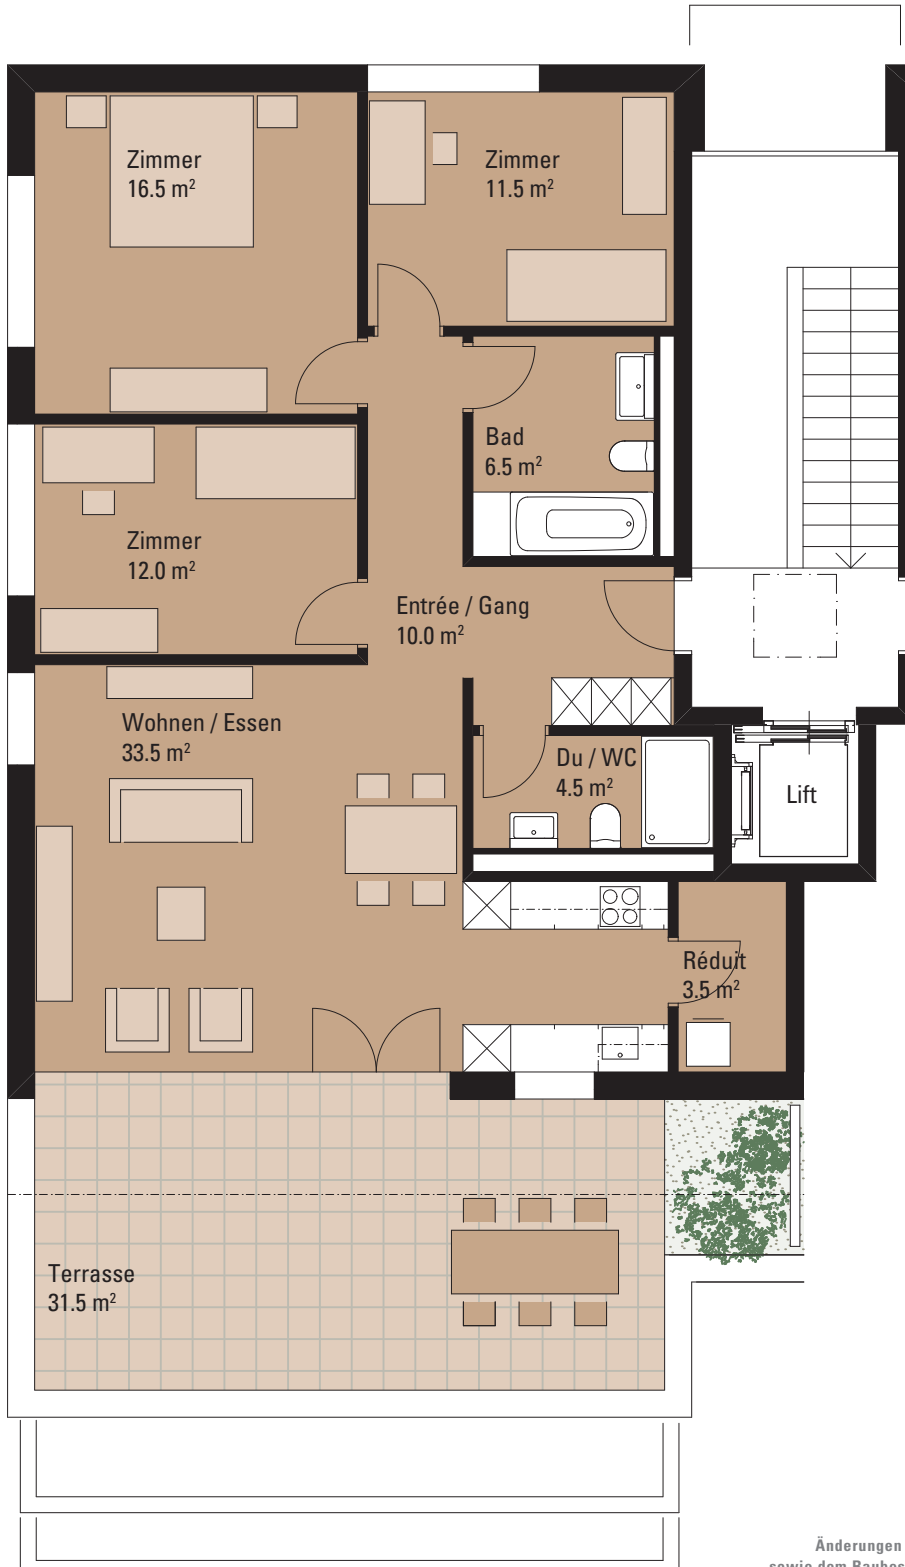 Zimmer
16.5 m²
Zimmer
11.5 m²
Bad
6.5 m²
Zimmer
12.0 m²
Entrée / Gang
10.0 m²
Wohnen / Essen
33.5 m²
Du / WC
4.5 m²
Lift
Réduit
3.5 m²
Terrasse
31.5 m²
Änderungen
sowie dem